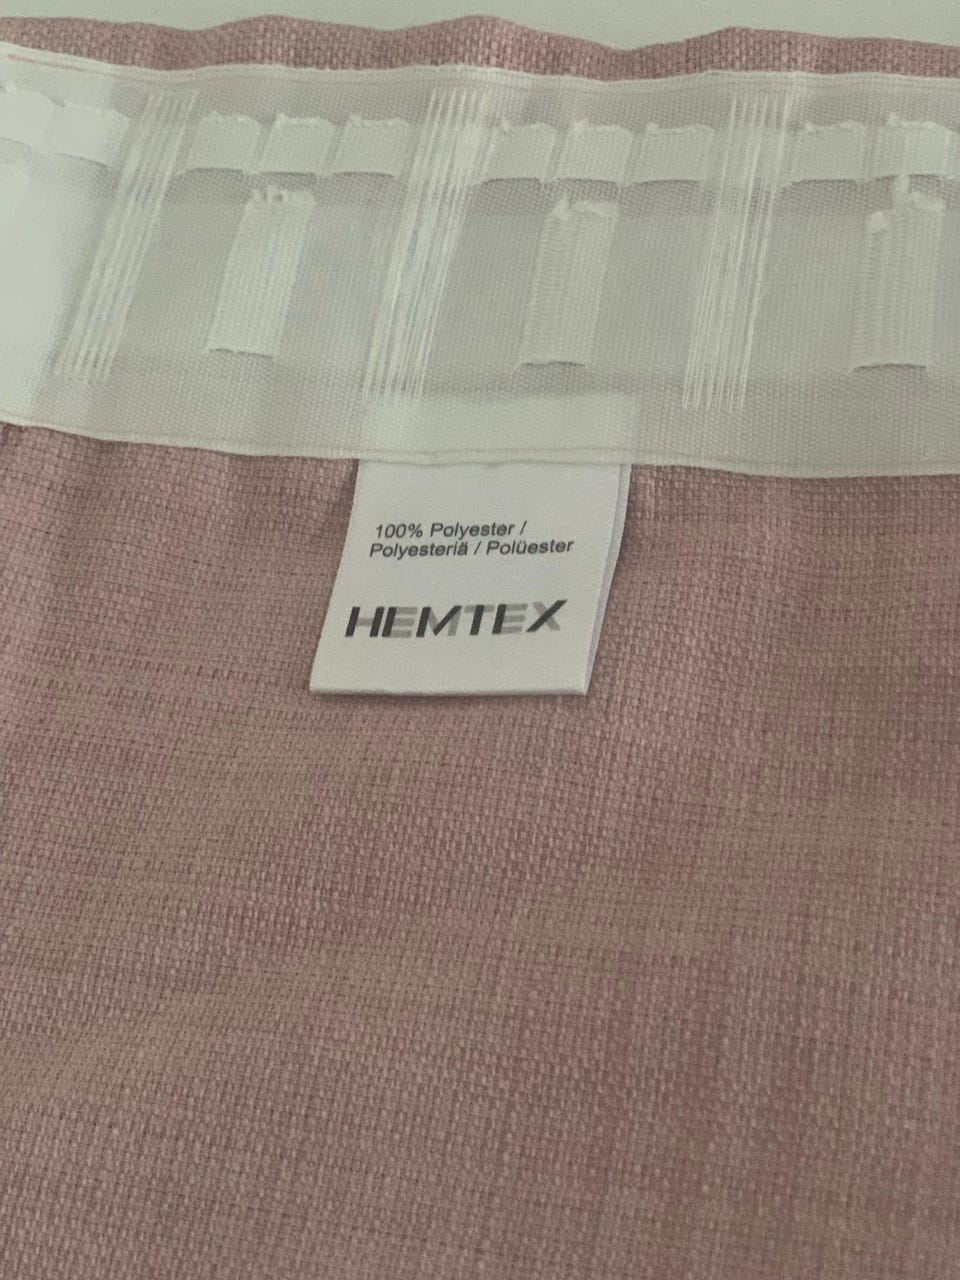 100% Polyester /
Polyesteriä / Polüester
HEMTEX